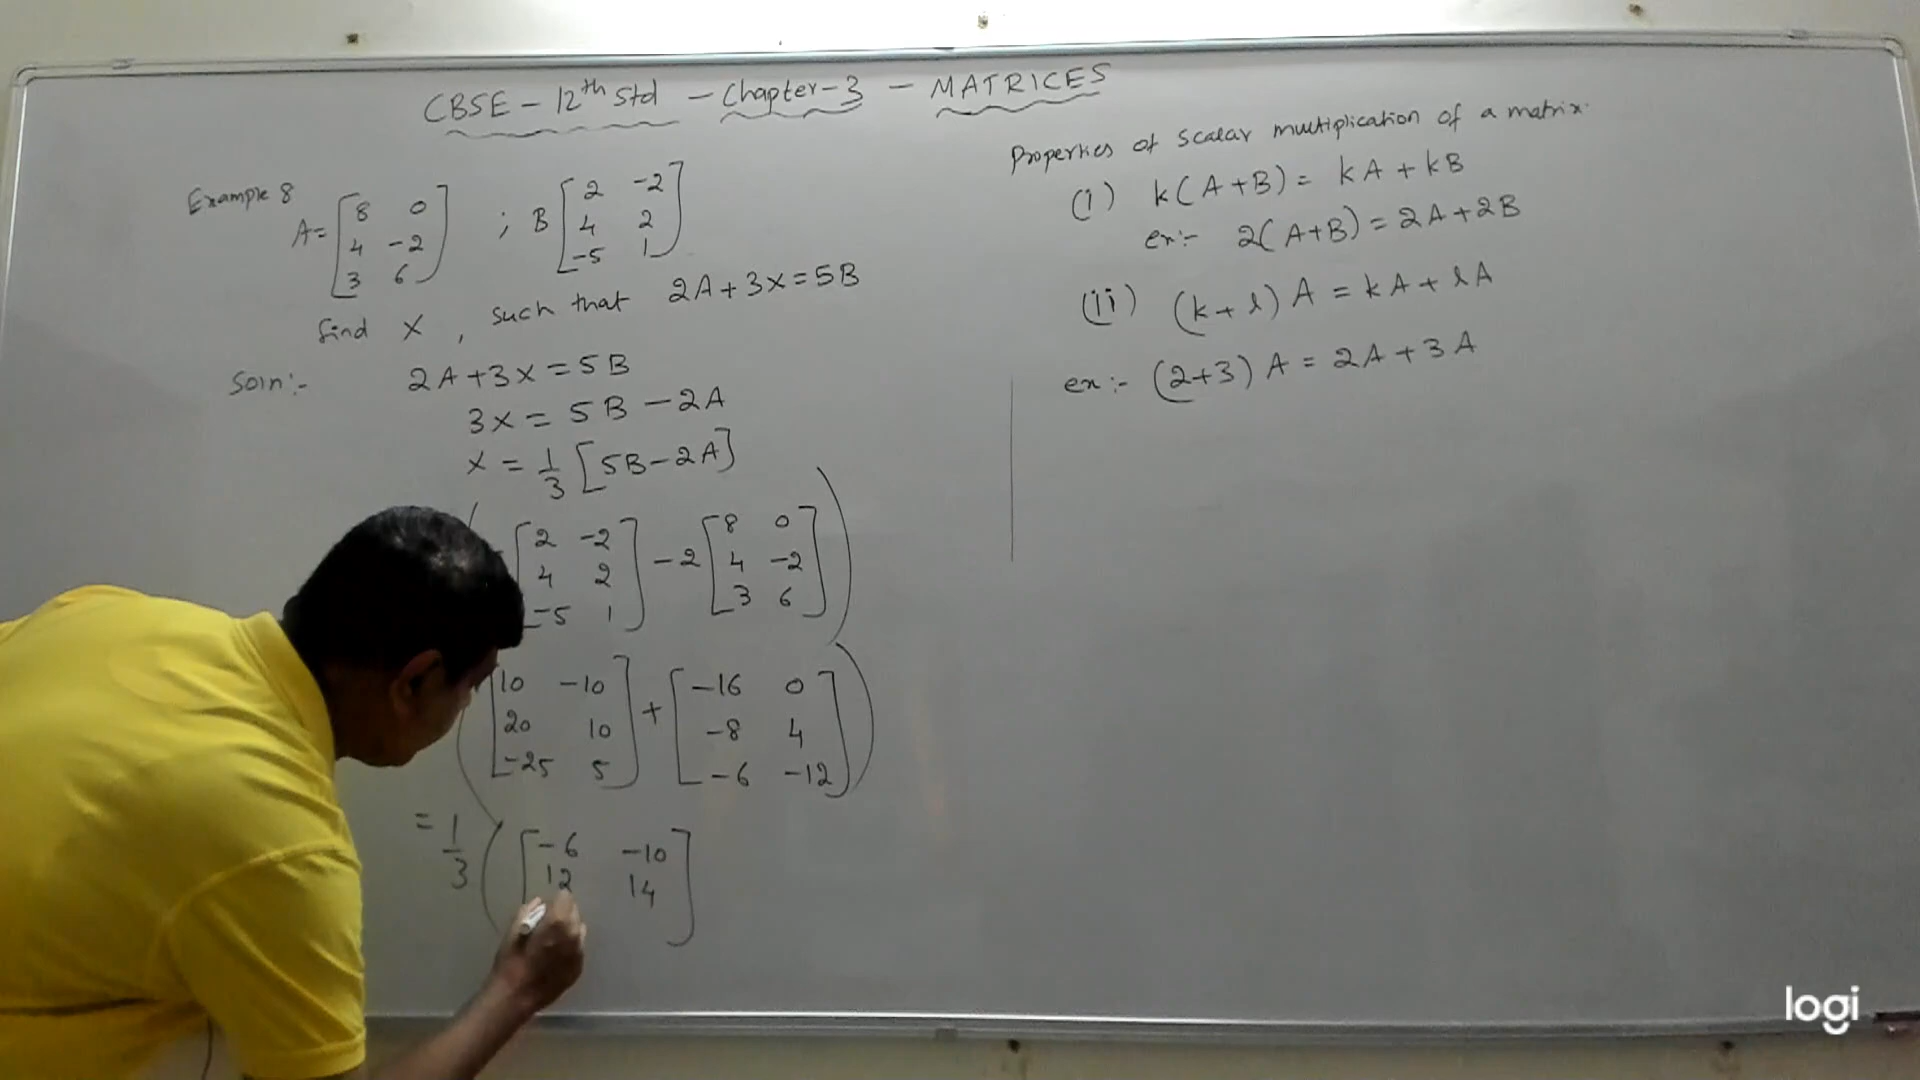 CBSE - 12th Std - Chapter-3 - MATRICES
Example 8
A = [8 0; 4 -2; 3 6] ; B [2 -2; 4 2; -5 1]
find X , such that 2A+3X=5B
Soln:- 2A+3X=5B
3X = 5B - 2A
X = 1/3 [5B-2A]
[2 -2; 4 2; -5 1] -2 [8 0; 4 -2; 3 6])
([10 -10; 20 10; -25 5] + [-16 0; -8 4; -6 -12])
= 1/3 ([-6 -10; 12 14]
Properties of Scalar multiplication of a matrix.
(i) k(A+B) = kA + kB
ex:- 2(A+B) = 2A+2B
(ii) (k+l)A = kA + lA
ex:- (2+3)A = 2A+3A
logi